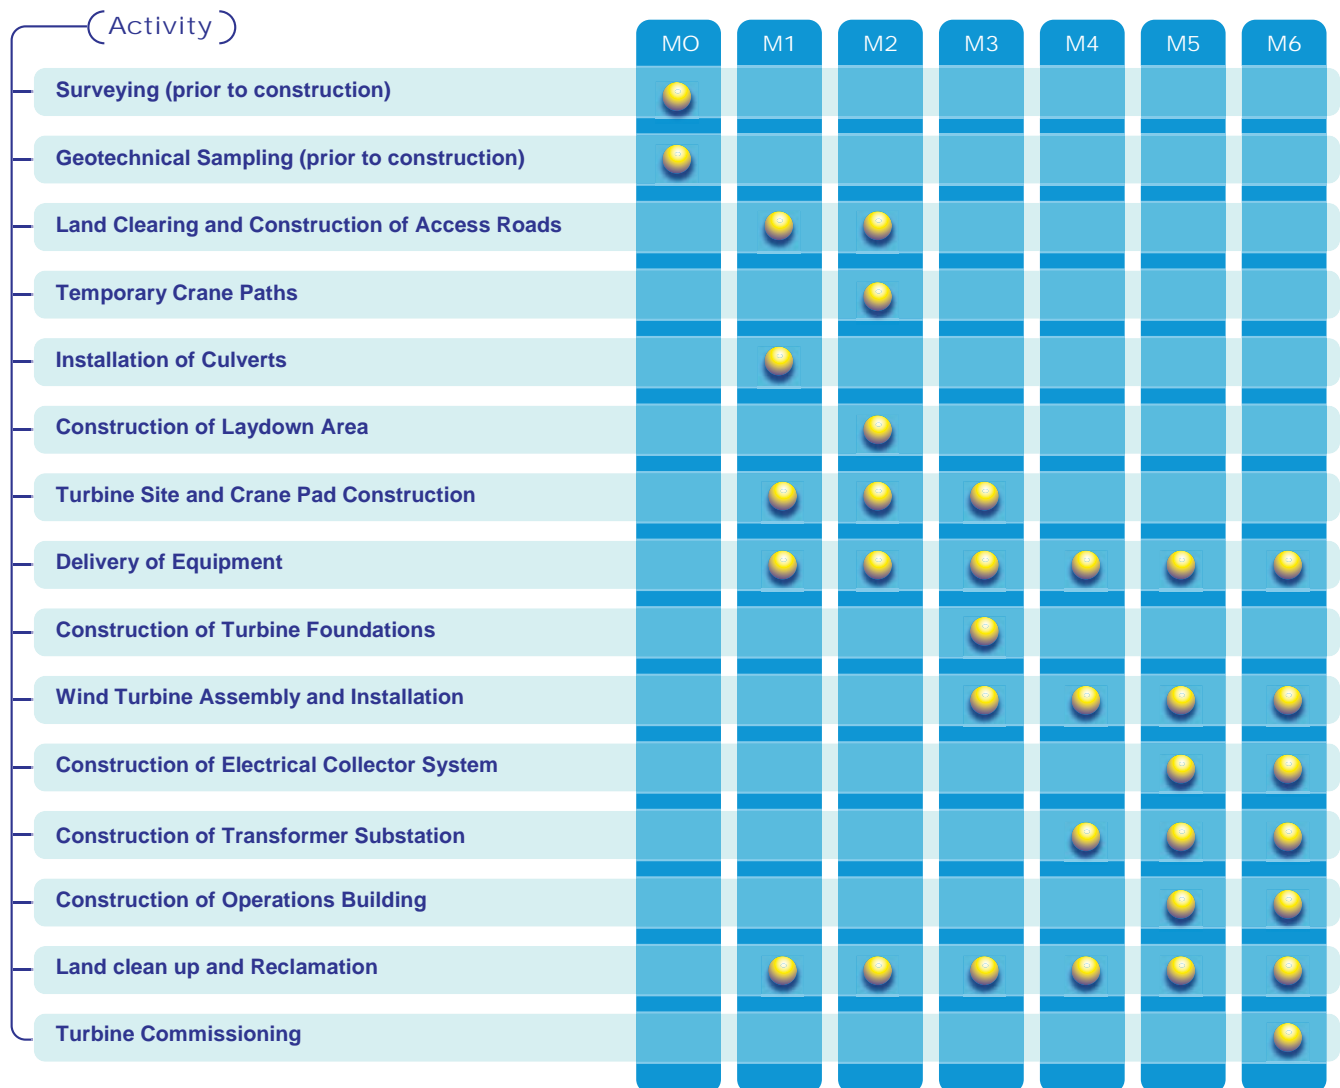 Activity
MO M1 M2 M3 M4 M5 M6
Surveying (prior to construction)
Geotechnical Sampling (prior to construction)
Land Clearing and Construction of Access Roads
Temporary Crane Paths
Installation of Culverts
Construction of Laydown Area
Turbine Site and Crane Pad Construction
Delivery of Equipment
Construction of Turbine Foundations
Wind Turbine Assembly and Installation
Construction of Electrical Collector System
Construction of Transformer Substation
Construction of Operations Building
Land clean up and Reclamation
Turbine Commissioning